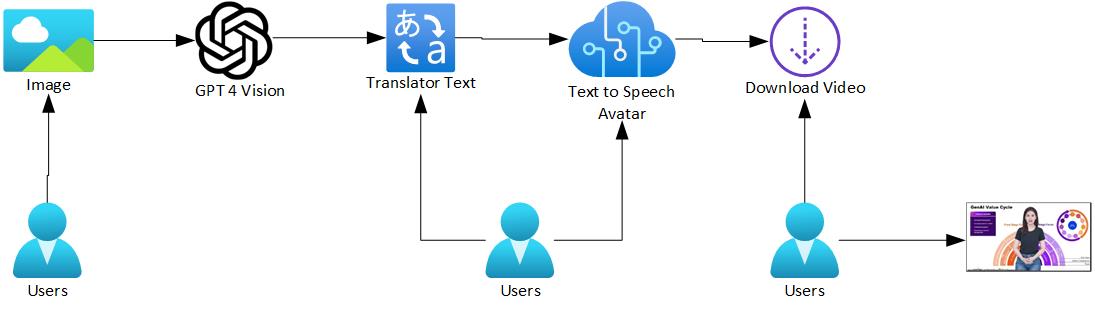 あ
a
Image
GPT 4 Vision
Translator Text
Text to Speech
Avatar
Download Video
GenAI Value Cycle
Users
Users
Users